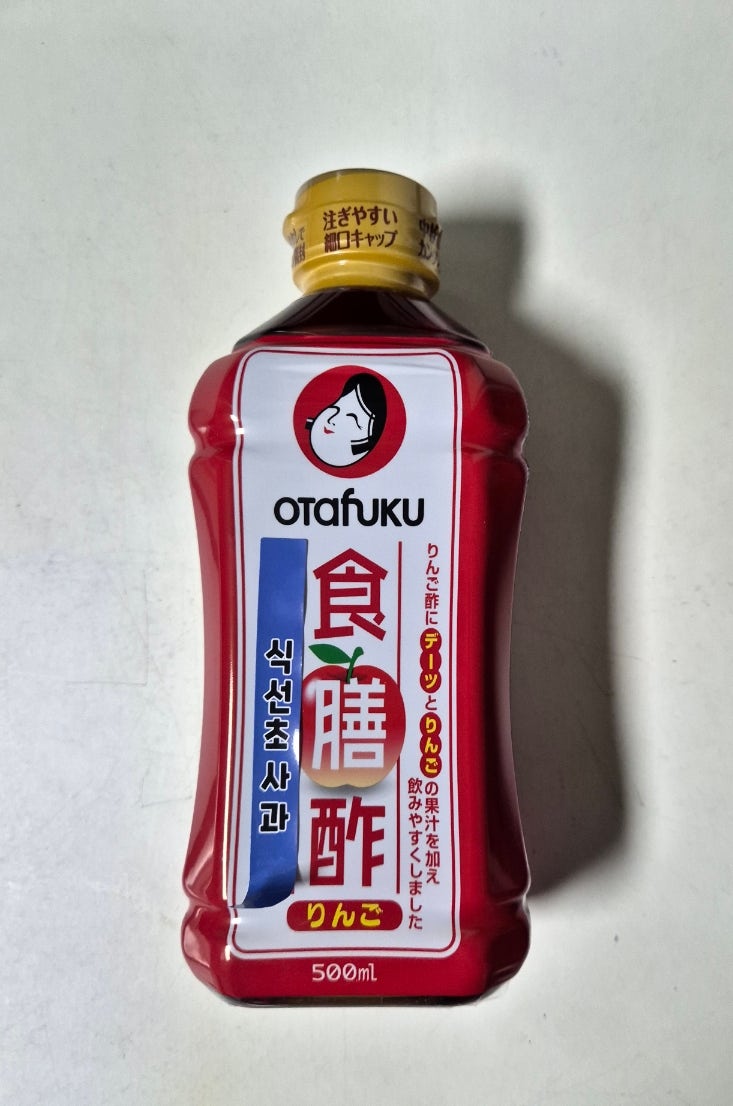 注ぎやすい
細口キャップ
OTafUKU
食膳酢
りんご
りんご酢にデーツとりんごの果汁を加え
飲みやすくしました
식선초 사과
500ml